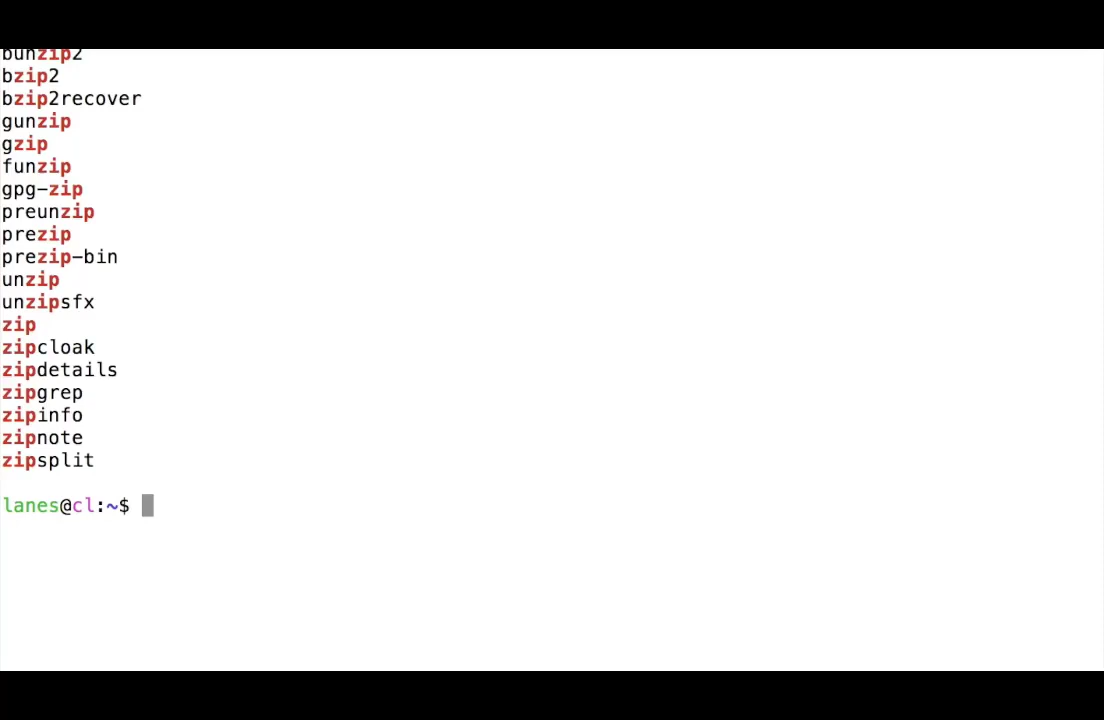 bunzip2
bzip2
bzip2recover
gunzip
gzip
funzip
gpg-zip
preunzip
prezip
prezip-bin
unzip
unzipsfx
zip
zipcloak
zipdetails
zipgrep
zipinfo
zipnote
zipsplit
lanes@cl:~$